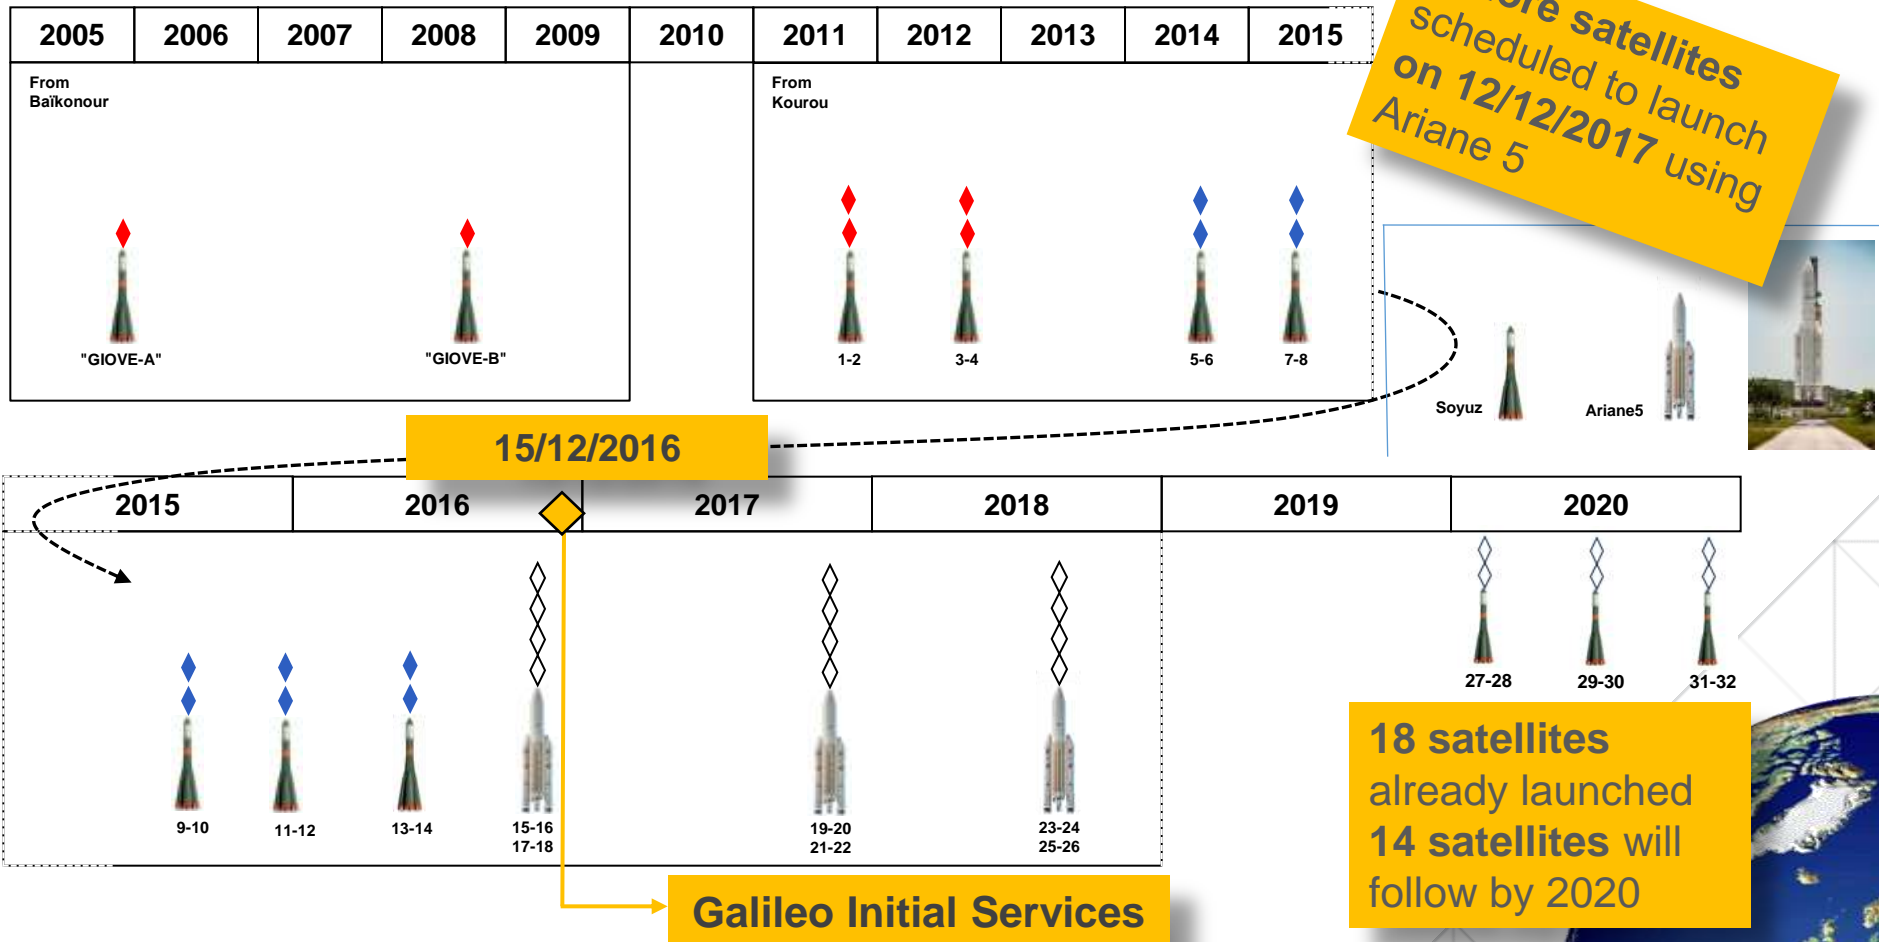 2005 2006 2007 2008 2009 2010 2011 2012 2013 2014 2015
From
Baïkonour
From
Kourou
satellites
scheduled to launch
on 12/12/2017 using
Ariane 5
"GIOVE-A"
"GIOVE-B"
1-2
3-4
5-6
7-8
Soyuz
Ariane5
15/12/2016
2015 2016 2017 2018 2019 2020
9-10
11-12
13-14
15-16
17-18
19-20
21-22
23-24
25-26
27-28
29-30
31-32
18 satellites
already launched
14 satellites will
follow by 2020
Galileo Initial Services